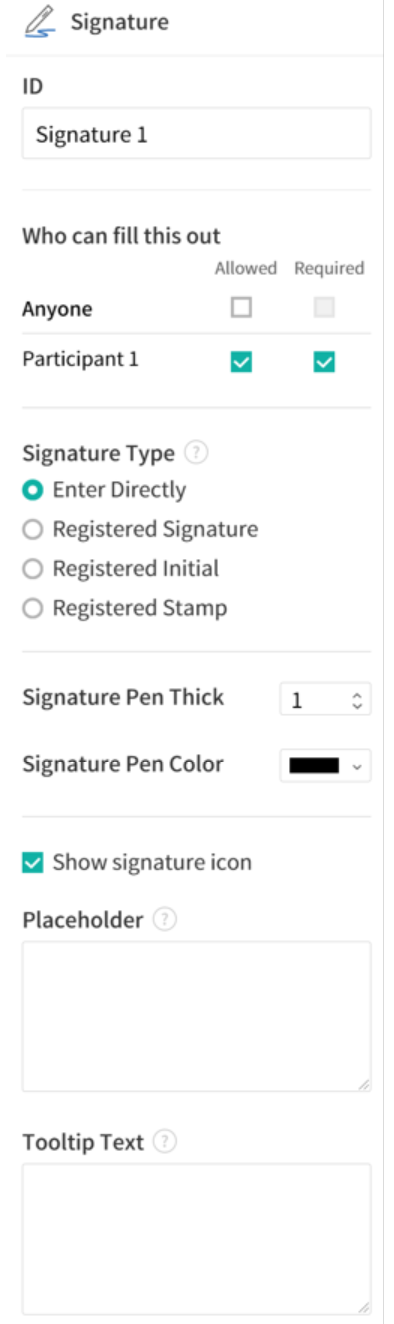 Signature
ID
Signature 1
Who can fill this out
Allowed Required
Anyone
Participant 1
Signature Type ?
Enter Directly
Registered Signature
Registered Initial
Registered Stamp
Signature Pen Thick 1
Signature Pen Color
Show signature icon
Placeholder ?
Tooltip Text ?